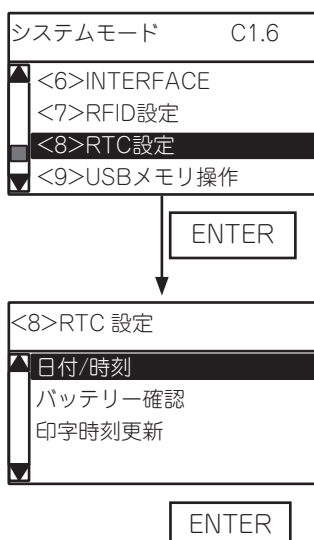 システムモード C1.6
<6>INTERFACE
<7>RFID設定
<8>RTC設定
<9>USBメモリ操作
ENTER
<8>RTC 設定
日付/時刻
バッテリー確認
印字時刻更新
ENTER